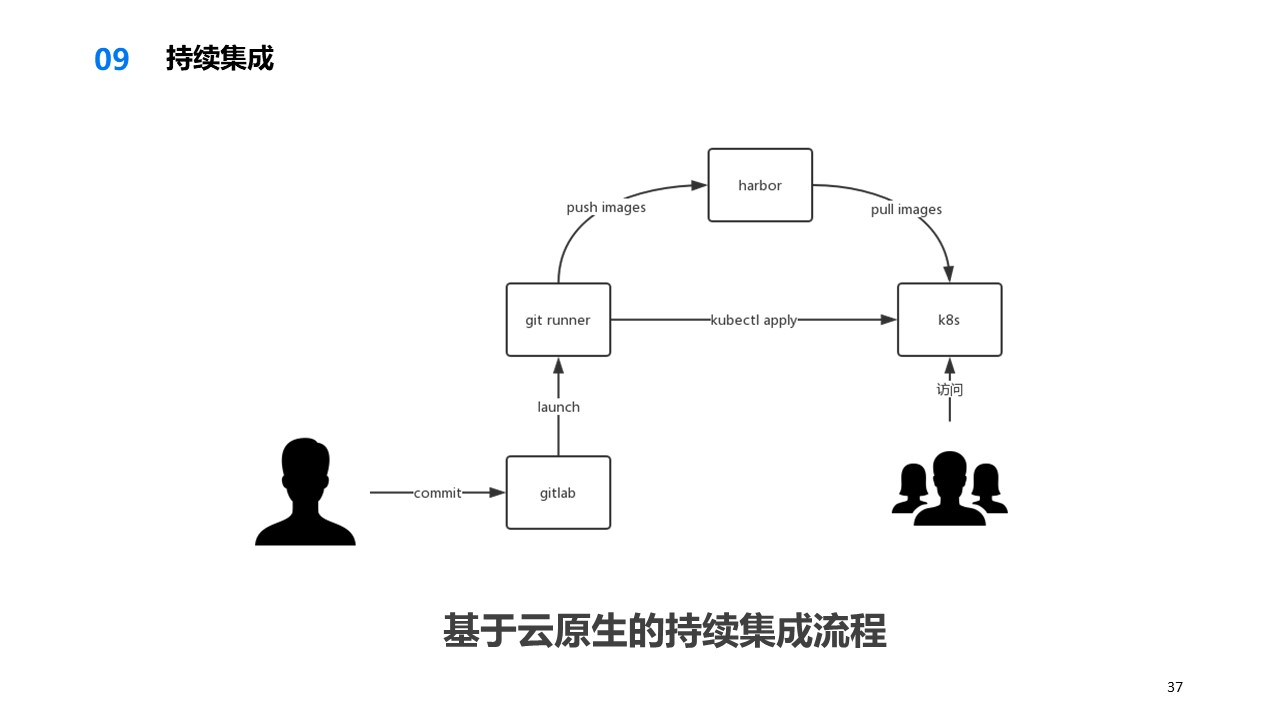 09 持续集成
harbor
push images
pull images
git runner
kubectl apply
k8s
访问
launch
commit
gitlab
基于云原生的持续集成流程
37